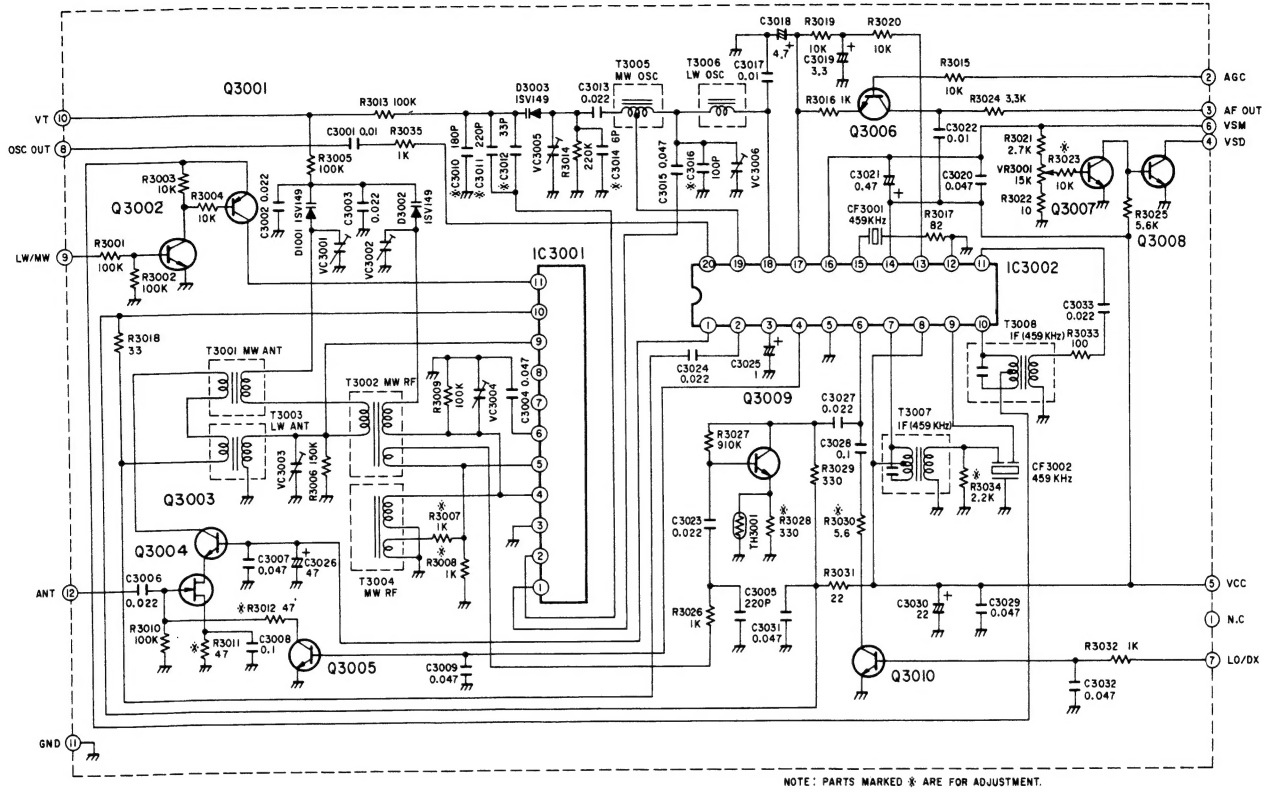 C3018
4.7
+
R3019
10K
R3020
10K
C3019
3.3
+
T3005
MW OSC
T3006
LW OSC
C3017
0.01
R3015
10K
2 AGC
Q3001
D3003
ISV149
C3013
0.022
R3013 100K
R3016 1K
Q3006
R3024 3.3K
3 AF OUT
VT 10
6 VSM
OSC OUT 8
4 VSD
C3001 0.01
R3035
1K
※C3010 180P
※C3011 220P
※C3012 33P
VC3005
R3014
220K
※C3014 6P
C3015 0.047
※C3016
100P
VC3006
C3022
0.01
R3021
2.7K
VR3001
15K
R3022
10
※
R3023
10K
Q3007
R3005
100K
R3003
10K
R3004
10K
Q3002
C3002 0.022
D1001 ISV149
C3003
0.022
D3002
ISV149
C3021
0.47
+
C3020
0.047
CF3001
459KHz
R3017
82
R3025
5.6K
Q3008
LW/MW 9
R3001
100K
R3002
100K
VC3001
VC3002
IC3001
IC3002
20 19 18 17 16 15 14 13 12 11
1 2 3 4 5 6 7 8 9 10
11
10
9
8
7
6
5
4
3
2
1
C3033
0.022
R3033
100
T3008
IF (459 KHz)
R3018
33
T3001 MW ANT
T3002 MW RF
T3003
LW ANT
R3009
100K
VC3004
C3004 0.047
C3024
0.022
C3025
1
+
Q3009
C3027
0.022
C3028
0.1
T3007
IF (459 KHz)
R3027
910K
R3029
330
CF3002
459 KHz
※
R3034
2.2K
VC3003
R3006 150K
Q3003
※
R3007
1K
※
R3008
1K
C3023
0.022
TH3001
※
R3028
330
※
R3030
5.6
Q3004
C3007
0.047
+
C3026
47
T3004
MW RF
ANT 12
C3006
0.022
R3010
100K
※R3012 47
※
R3011
47
C3008
0.1
Q3005
C3009
0.047
R3026
1K
C3005
220P
C3031
0.047
R3031
22
C3030
22
+
C3029
0.047
5 VCC
1 N.C
Q3010
R3032 1K
7 LO/DX
C3032
0.047
GND 11
NOTE: PARTS MARKED ※ ARE FOR ADJUSTMENT.